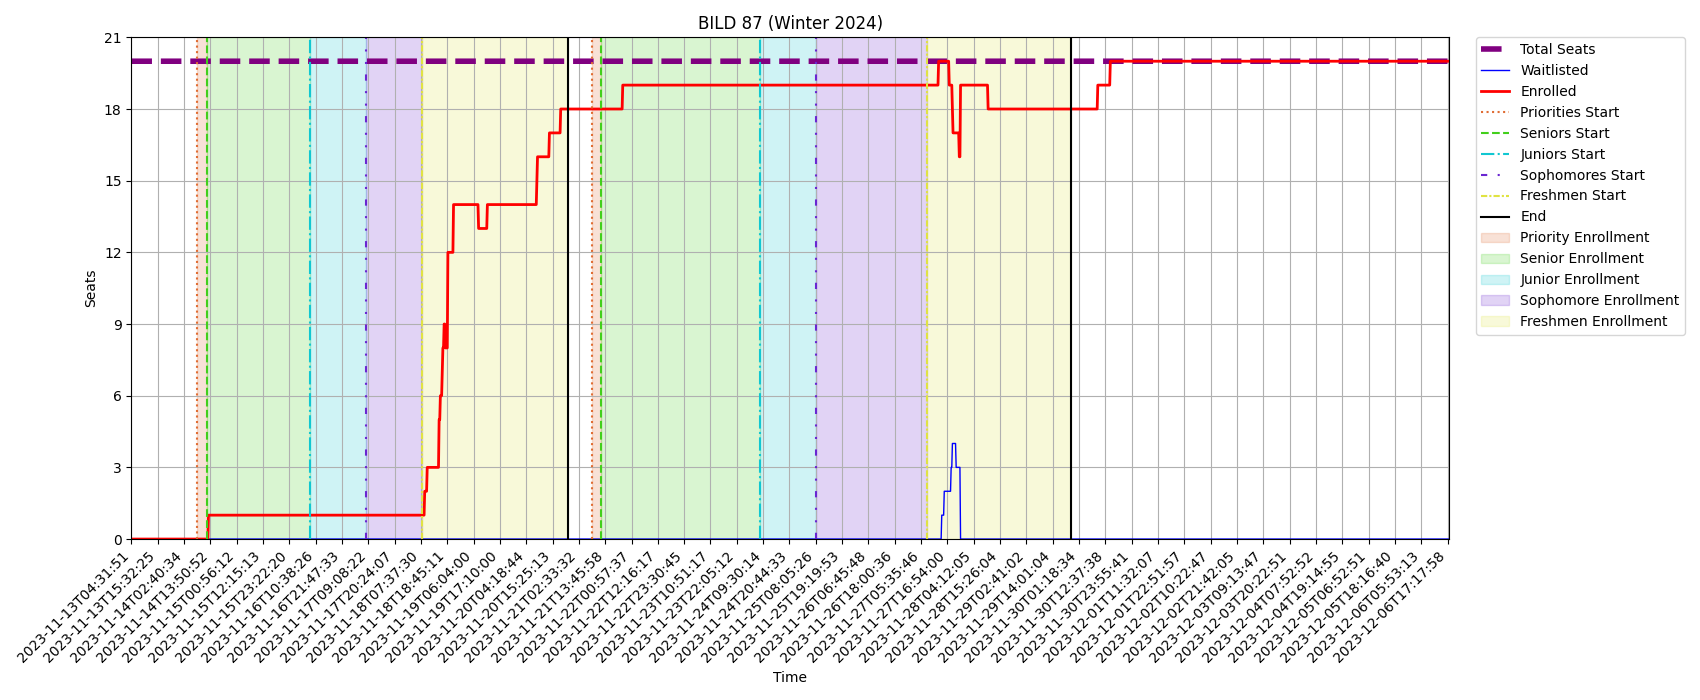 BILD 87 (Winter 2024)
21
18
15
12
9
6
3
0
Seats
2023-11-13T04:31:51
2023-11-13T15:32:25
2023-11-14T02:40:34
2023-11-14T13:50:52
2023-11-15T00:56:12
2023-11-15T12:15:13
2023-11-15T23:22:20
2023-11-16T10:38:26
2023-11-16T21:47:33
2023-11-17T09:08:22
2023-11-17T20:24:07
2023-11-18T07:37:30
2023-11-18T18:45:11
2023-11-19T06:04:00
2023-11-19T17:10:00
2023-11-20T04:18:44
2023-11-20T15:25:13
2023-11-21T02:33:32
2023-11-21T13:45:58
2023-11-22T00:57:37
2023-11-22T12:16:17
2023-11-22T23:30:45
2023-11-23T10:51:17
2023-11-23T22:05:12
2023-11-24T09:30:14
2023-11-24T20:44:33
2023-11-25T08:05:26
2023-11-25T19:19:53
2023-11-26T06:45:48
2023-11-26T18:00:36
2023-11-27T05:35:46
2023-11-27T16:54:00
2023-11-28T04:12:05
2023-11-28T15:26:04
2023-11-29T02:41:02
2023-11-29T14:01:04
2023-11-30T01:18:34
2023-11-30T12:37:38
2023-11-30T23:55:41
2023-12-01T11:32:07
2023-12-01T22:51:57
2023-12-02T10:22:47
2023-12-02T21:42:05
2023-12-03T09:13:47
2023-12-03T20:22:51
2023-12-04T07:52:52
2023-12-04T19:14:55
2023-12-05T06:52:51
2023-12-05T18:16:40
2023-12-06T05:53:13
2023-12-06T17:17:58
Time
Total Seats
Waitlisted
Enrolled
Priorities Start
Seniors Start
Juniors Start
Sophomores Start
Freshmen Start
End
Priority Enrollment
Senior Enrollment
Junior Enrollment
Sophomore Enrollment
Freshmen Enrollment